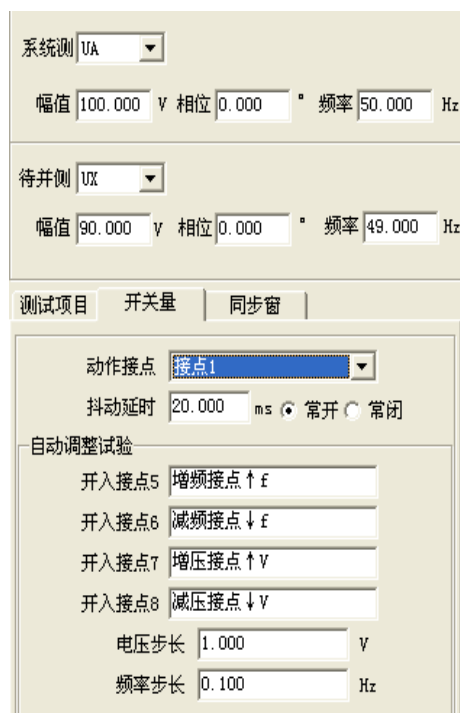 系统测 UA
幅值 100.000 V 相位 0.000 ° 频率 50.000 Hz
待并侧 UX
幅值 90.000 V 相位 0.000 ° 频率 49.000 Hz
测试项目 开关量 同步窗
动作接点 接点1
抖动延时 20.000 ms 常开 常闭
自动调整试验
开入接点5 增频接点↑f
开入接点6 减频接点↓f
开入接点7 增压接点↑V
开入接点8 减压接点↓V
电压步长 1.000 V
频率步长 0.100 Hz